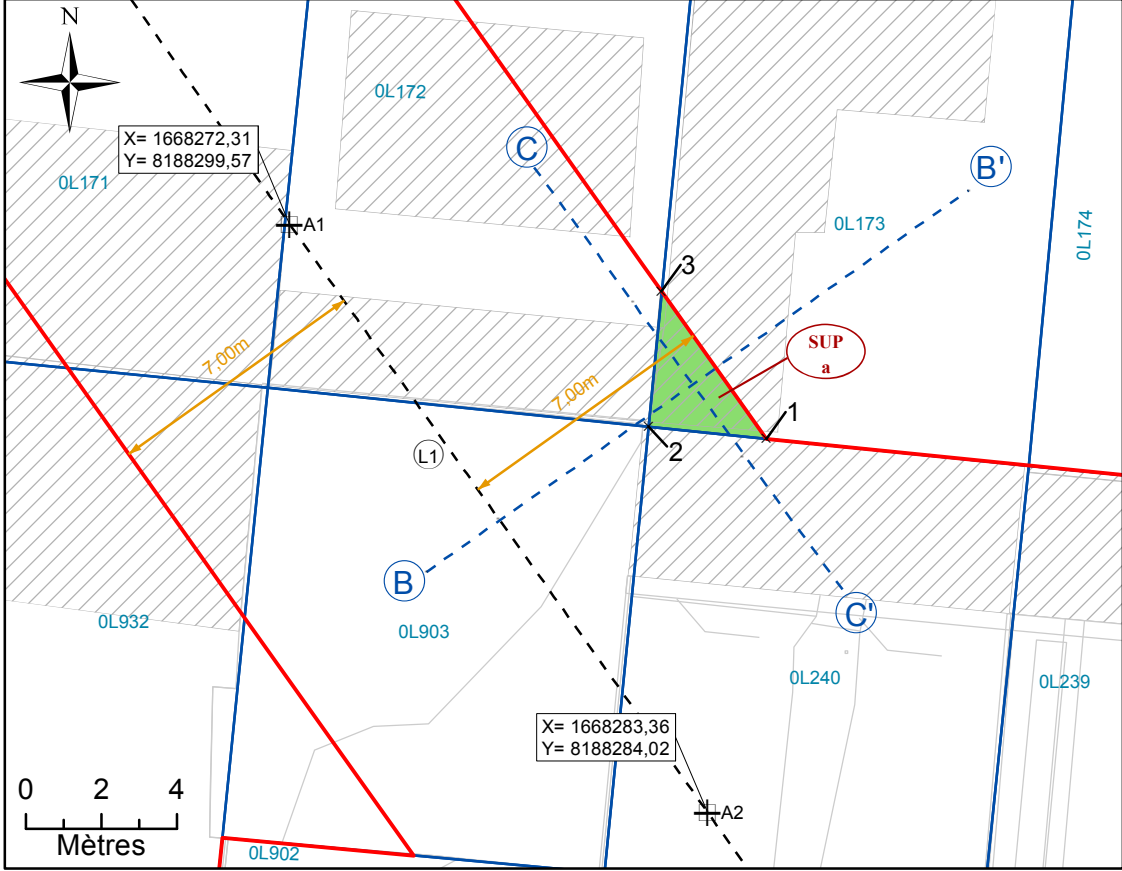 N
0L172
C
B'
X= 1668272,31
Y= 8188299,57
0L171
A1
0L173
0L174
3
7,00m
SUP
a
7,00m
1
2
L1
B
C'
0L932
0L903
0L240
0L239
X= 1668283,36
Y= 8188284,02
A2
0 2 4
Mètres
0L902